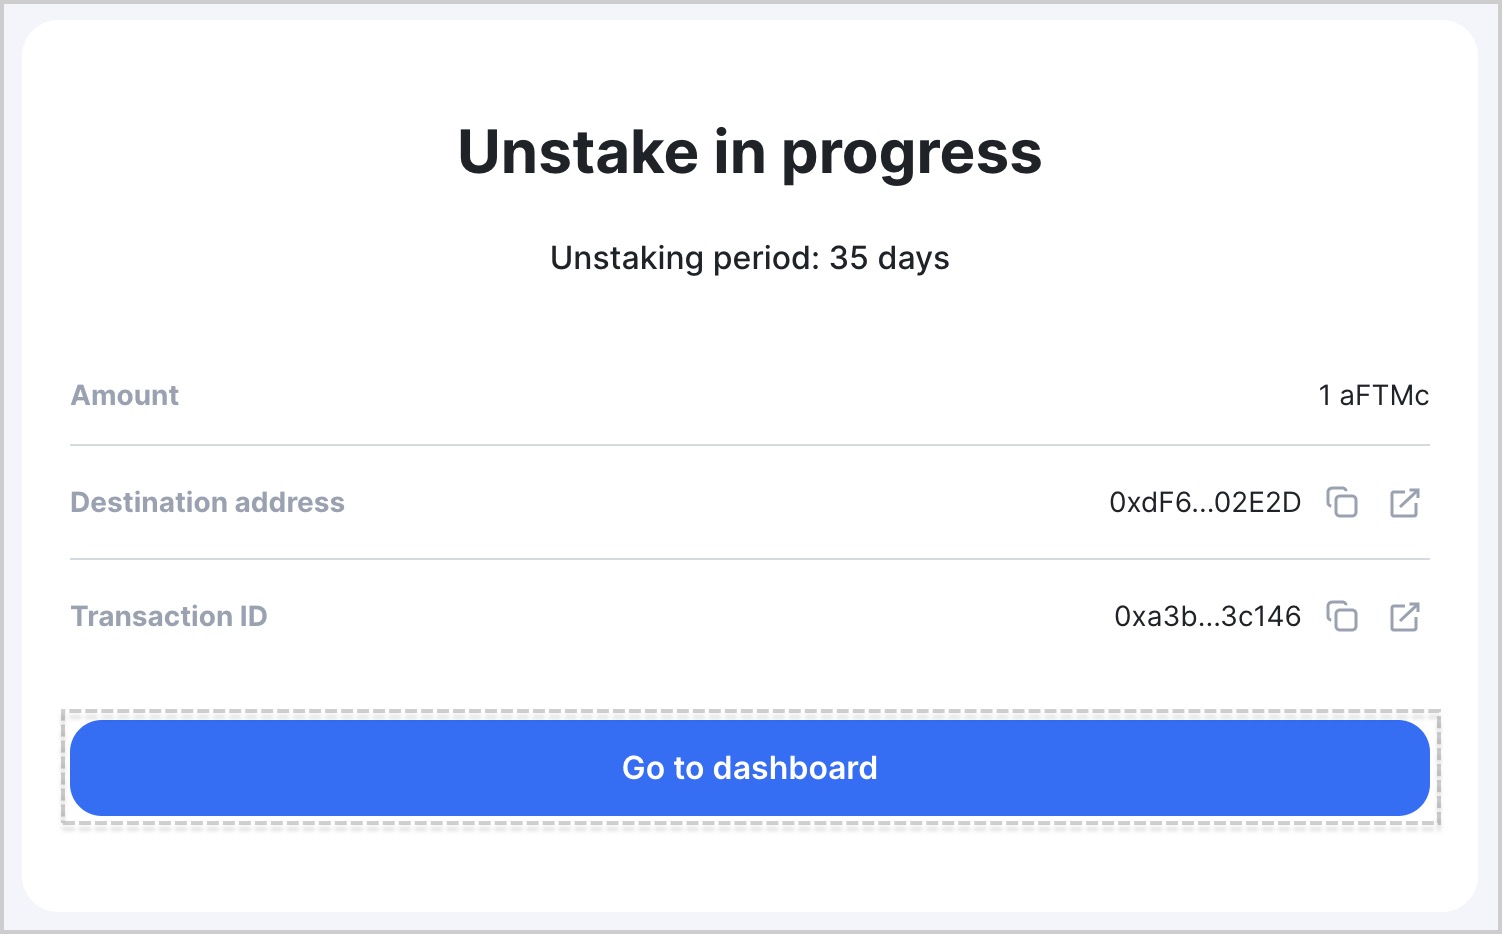 Unstake in progress
Unstaking period: 35 days
Amount 1 aFTMc
Destination address 0xdF6...02E2D
Transaction ID 0xa3b...3c146
Go to dashboard